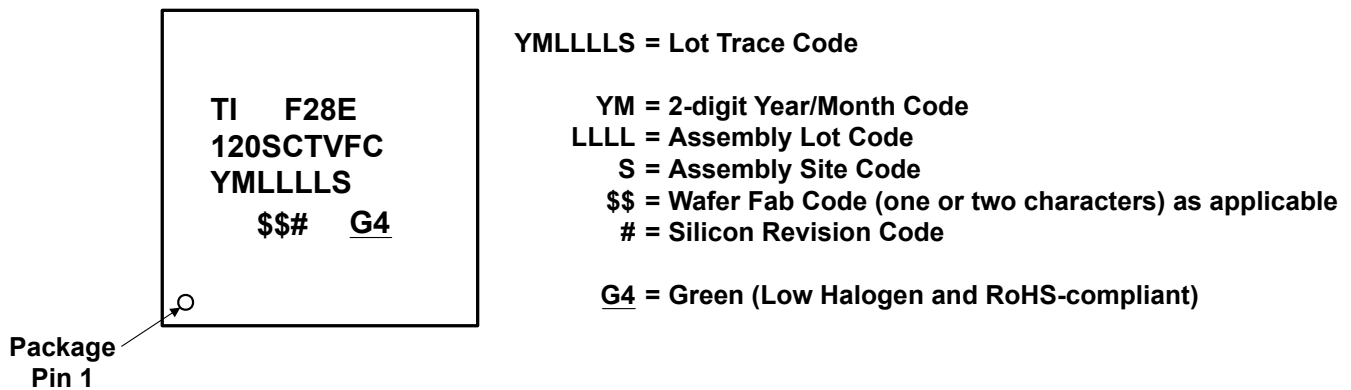 TI F28E
120SCTVFC
YMLLLLS
$$# G4
Package
Pin 1
YMLLLLS = Lot Trace Code
YM = 2-digit Year/Month Code
LLLL = Assembly Lot Code
S = Assembly Site Code
$$ = Wafer Fab Code (one or two characters) as applicable
# = Silicon Revision Code
G4 = Green (Low Halogen and RoHS-compliant)